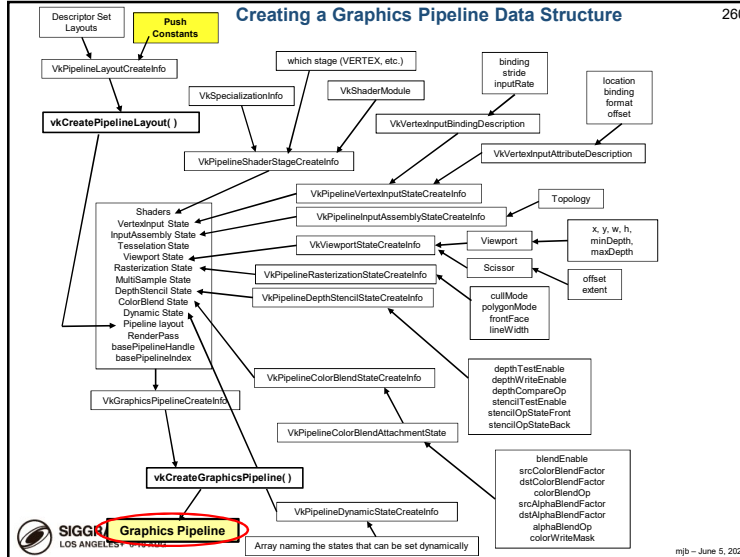 Creating a Graphics Pipeline Data Structure
260
Descriptor Set
Layouts
Push
Constants
which stage (VERTEX, etc.)
binding
stride
inputRate
location
binding
format
offset
VkPipelineLayoutCreateInfo
VkSpecializationInfo
VkShaderModule
vkCreatePipelineLayout( )
VkVertexInputBindingDescription
VkPipelineShaderStageCreateInfo
VkVertexInputAttributeDescription
VkPipelineVertexInputStateCreateInfo
Topology
VkPipelineInputAssemblyStateCreateInfo
Shaders
VertexInput State
InputAssembly State
Tesselation State
Viewport State
Rasterization State
MultiSample State
DepthStencil State
ColorBlend State
Dynamic State
Pipeline layout
RenderPass
basePipelineHandle
basePipelineIndex
VkViewportStateCreateInfo
Viewport
x, y, w, h,
minDepth,
maxDepth
Scissor
offset
extent
VkPipelineRasterizationStateCreateInfo
cullMode
polygonMode
frontFace
lineWidth
VkPipelineDepthStencilStateCreateInfo
depthTestEnable
depthWriteEnable
depthCompareOp
stencilTestEnable
stencilOpStateFront
stencilOpStateBack
VkPipelineColorBlendStateCreateInfo
VkGraphicsPipelineCreateInfo
VkPipelineColorBlendAttachmentState
blendEnable
srcColorBlendFactor
dstColorBlendFactor
colorBlendOp
srcAlphaBlendFactor
dstAlphaBlendFactor
alphaBlendOp
colorWriteMask
vkCreateGraphicsPipeline( )
VkPipelineDynamicStateCreateInfo
Graphics Pipeline
Array naming the states that can be set dynamically
SIGGR
LOS ANGELES
mjb – June 5, 202